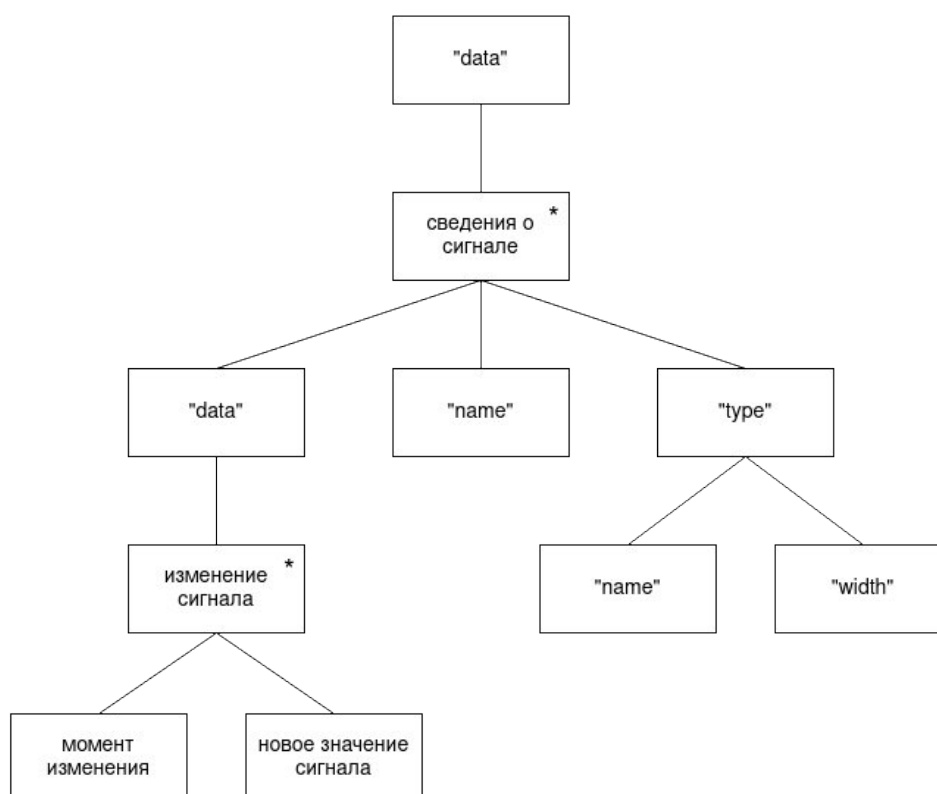 "data"
сведения о *
сигнале
"data"
"name"
"type"
изменение *
сигнала
"name"
"width"
момент
изменения
новое значение
сигнала